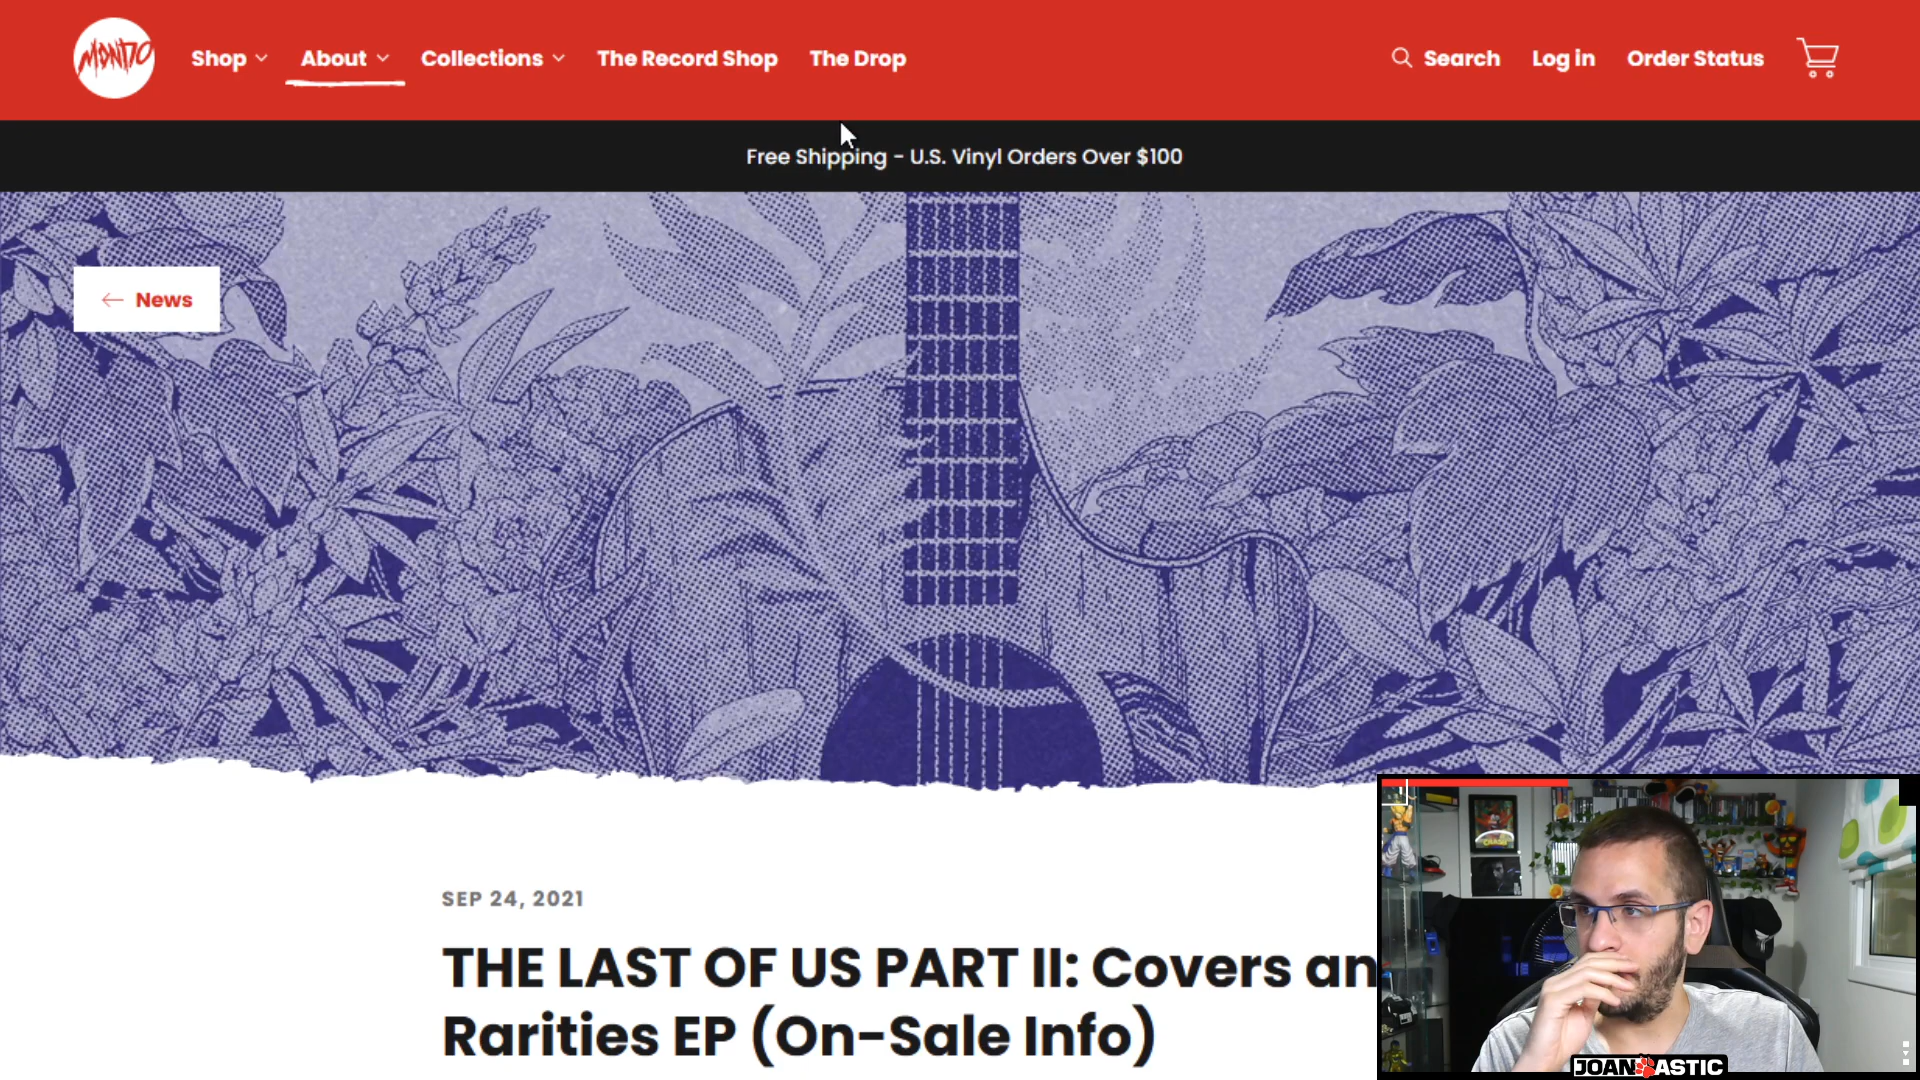 MONDO
Shop
About
Collections
The Record Shop
The Drop
Search
Log in
Order Status
Free Shipping - U.S. Vinyl Orders Over $100
← News
SEP 24, 2021
THE LAST OF US PART II: Covers an
Rarities EP (On-Sale Info)
CRASH
JOAN ASTIC